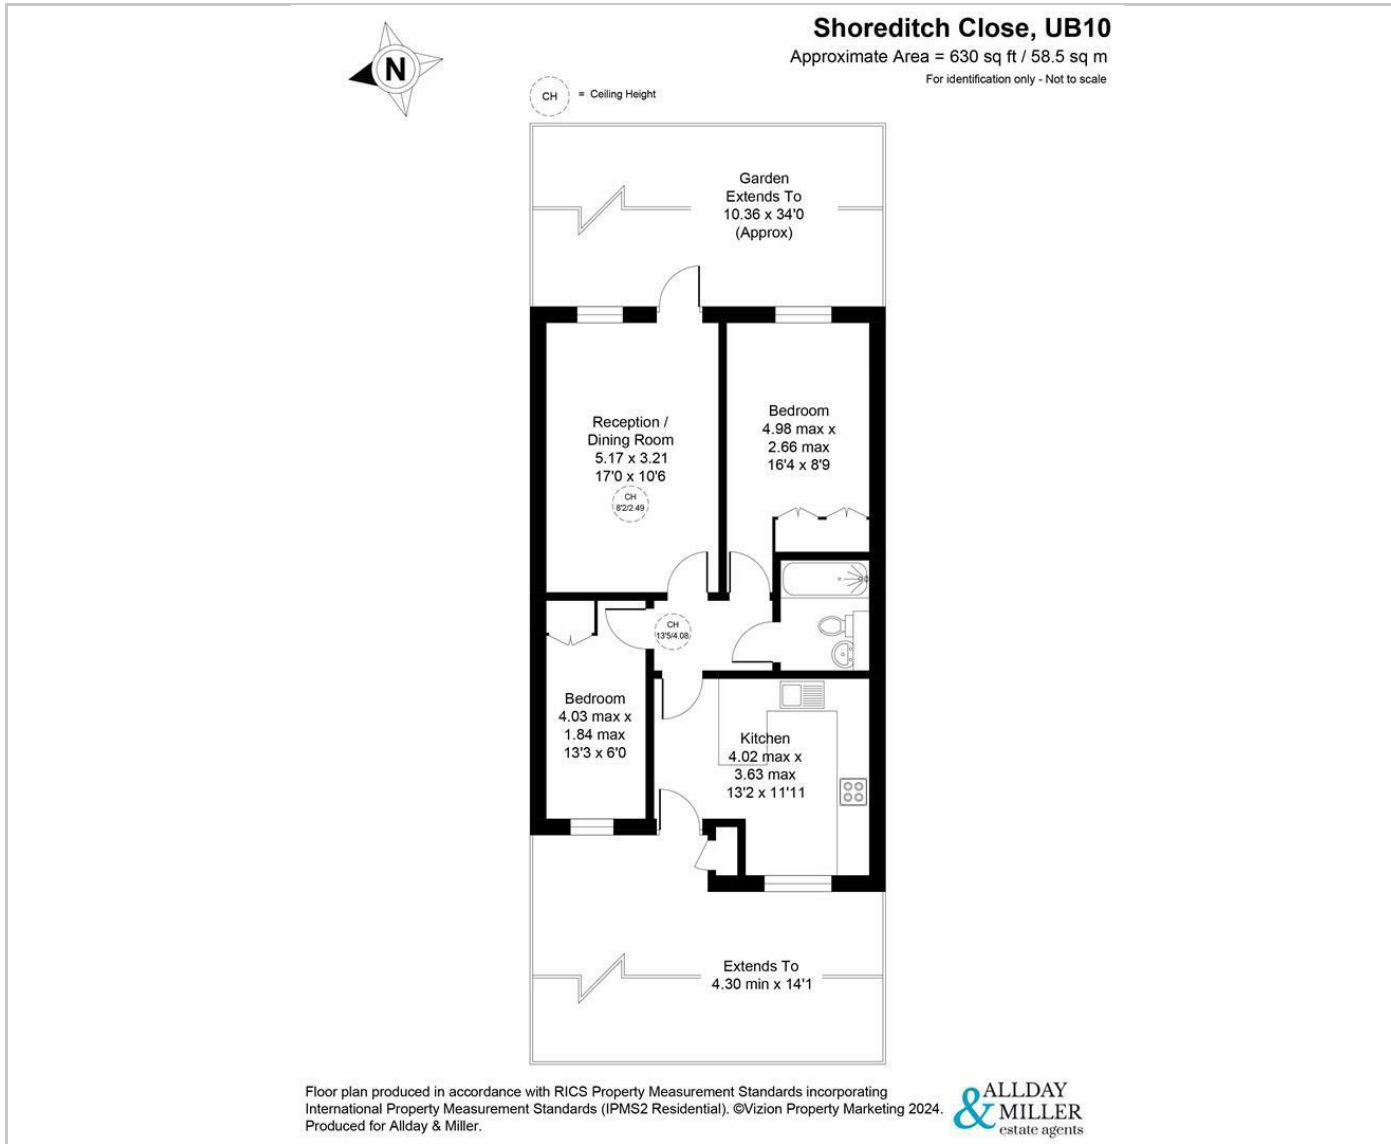 Shoreditch Close, UB10
Approximate Area = 630 sq ft / 58.5 sq m
For identification only - Not to scale
N
CH = Ceiling Height
Garden
Extends To
10.36 x 34'0
(Approx)
Reception /
Dining Room
5.17 x 3.21
17'0 x 10'6
CH
8'2/2.49
Bedroom
4.98 max x
2.66 max
16'4 x 8'9
CH
13'5/4.08
Bedroom
4.03 max x
1.84 max
13'3 x 6'0
Kitchen
4.02 max x
3.63 max
13'2 x 11'11
Extends To
4.30 min x 14'1
Floor plan produced in accordance with RICS Property Measurement Standards incorporating
International Property Measurement Standards (IPMS2 Residential). ©Vizion Property Marketing 2024.
Produced for Allday & Miller.
ALLDAY
& MILLER
estate agents